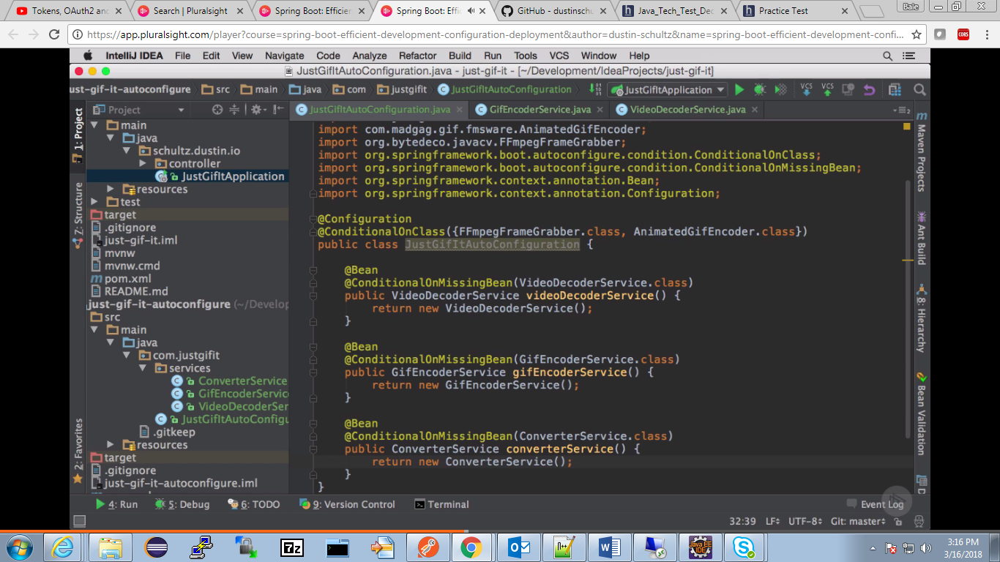 Tokens, OAuth2 and
Search | Pluralsight
Spring Boot: Efficien
Spring Boot: Effi
GitHub - dustinschu
Java_Tech_Test_Dec
Practice Test
Bale
https://app.pluralsight.com/player?course=spring-boot-efficient-development-configuration-deployment&author=dustin-schultz&name=spring-boot-efficient-development-confi...
CORS
IntelliJ IDEA File Edit View Navigate Code Analyze Refactor Build Run Tools VCS Window Help
JustGifItAutoConfiguration.java - just-gif-it - [~/Development/IdeaProjects/just-gif-it]
ust-gif-it-autoconfigure src main java com justgifit JustGifItAutoConfiguration JustGifItApplication VCS VCS
Project
JustGifItAutoConfiguration.java GifEncoderService.java VideoDecoderService.java
1: Project
Z: Structure
2: Favorites
main
java
schultz.dustin.io
controller
JustGifItApplication
resources
test
target
.gitignore
just-gif-it.iml
mvnw
mvnw.cmd
pom.xml
README.md
just-gif-it-autoconfigure (~/Develop
src
main
java
com.justgifit
services
ConverterService
GifEncoderServic
VideoDecoderSer
JustGifItAutoConfigu
.gitkeep
resources
target
.gitignore
just-gif-it-autoconfigure.iml
import com.madgag.gif.fmsware.AnimatedGifEncoder;
import org.bytedeco.javacv.FFmpegFrameGrabber;
import org.springframework.boot.autoconfigure.condition.ConditionalOnClass;
import org.springframework.boot.autoconfigure.condition.ConditionalOnMissingBean;
import org.springframework.context.annotation.Bean;
import org.springframework.context.annotation.Configuration;
@Configuration
@ConditionalOnClass({FFmpegFrameGrabber.class, AnimatedGifEncoder.class})
public class JustGifItAutoConfiguration {
@Bean
@ConditionalOnMissingBean(VideoDecoderService.class)
public VideoDecoderService videoDecoderService() {
return new VideoDecoderService();
}
@Bean
@ConditionalOnMissingBean(GifEncoderService.class)
public GifEncoderService gifEncoderService() {
return new GifEncoderService();
}
@Bean
@ConditionalOnMissingBean(ConverterService.class)
public ConverterService converterService() {
return new ConverterService();
}
}
Maven Projects
Ant Build
8: Hierarchy
Bean Validation
4: Run 5: Debug 6: TODO 9: Version Control Terminal Event Log
32:39 LF UTF-8 Git: master
3:16 PM
3/16/2018